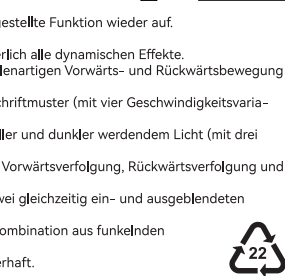 gestellte Funktion wieder auf.
erlich alle dynamischen Effekte.
lenartigen Vorwärts- und Rückwärtsbewegung
chriftmuster (mit vier Geschwindigkeitsvaria-
ller und dunkler werdendem Licht (mit drei
Vorwärtsverfolgung, Rückwärtsverfolgung und
wei gleichzeitig ein- und ausgeblendeten
ombination aus funkelnden
erhaft.
22